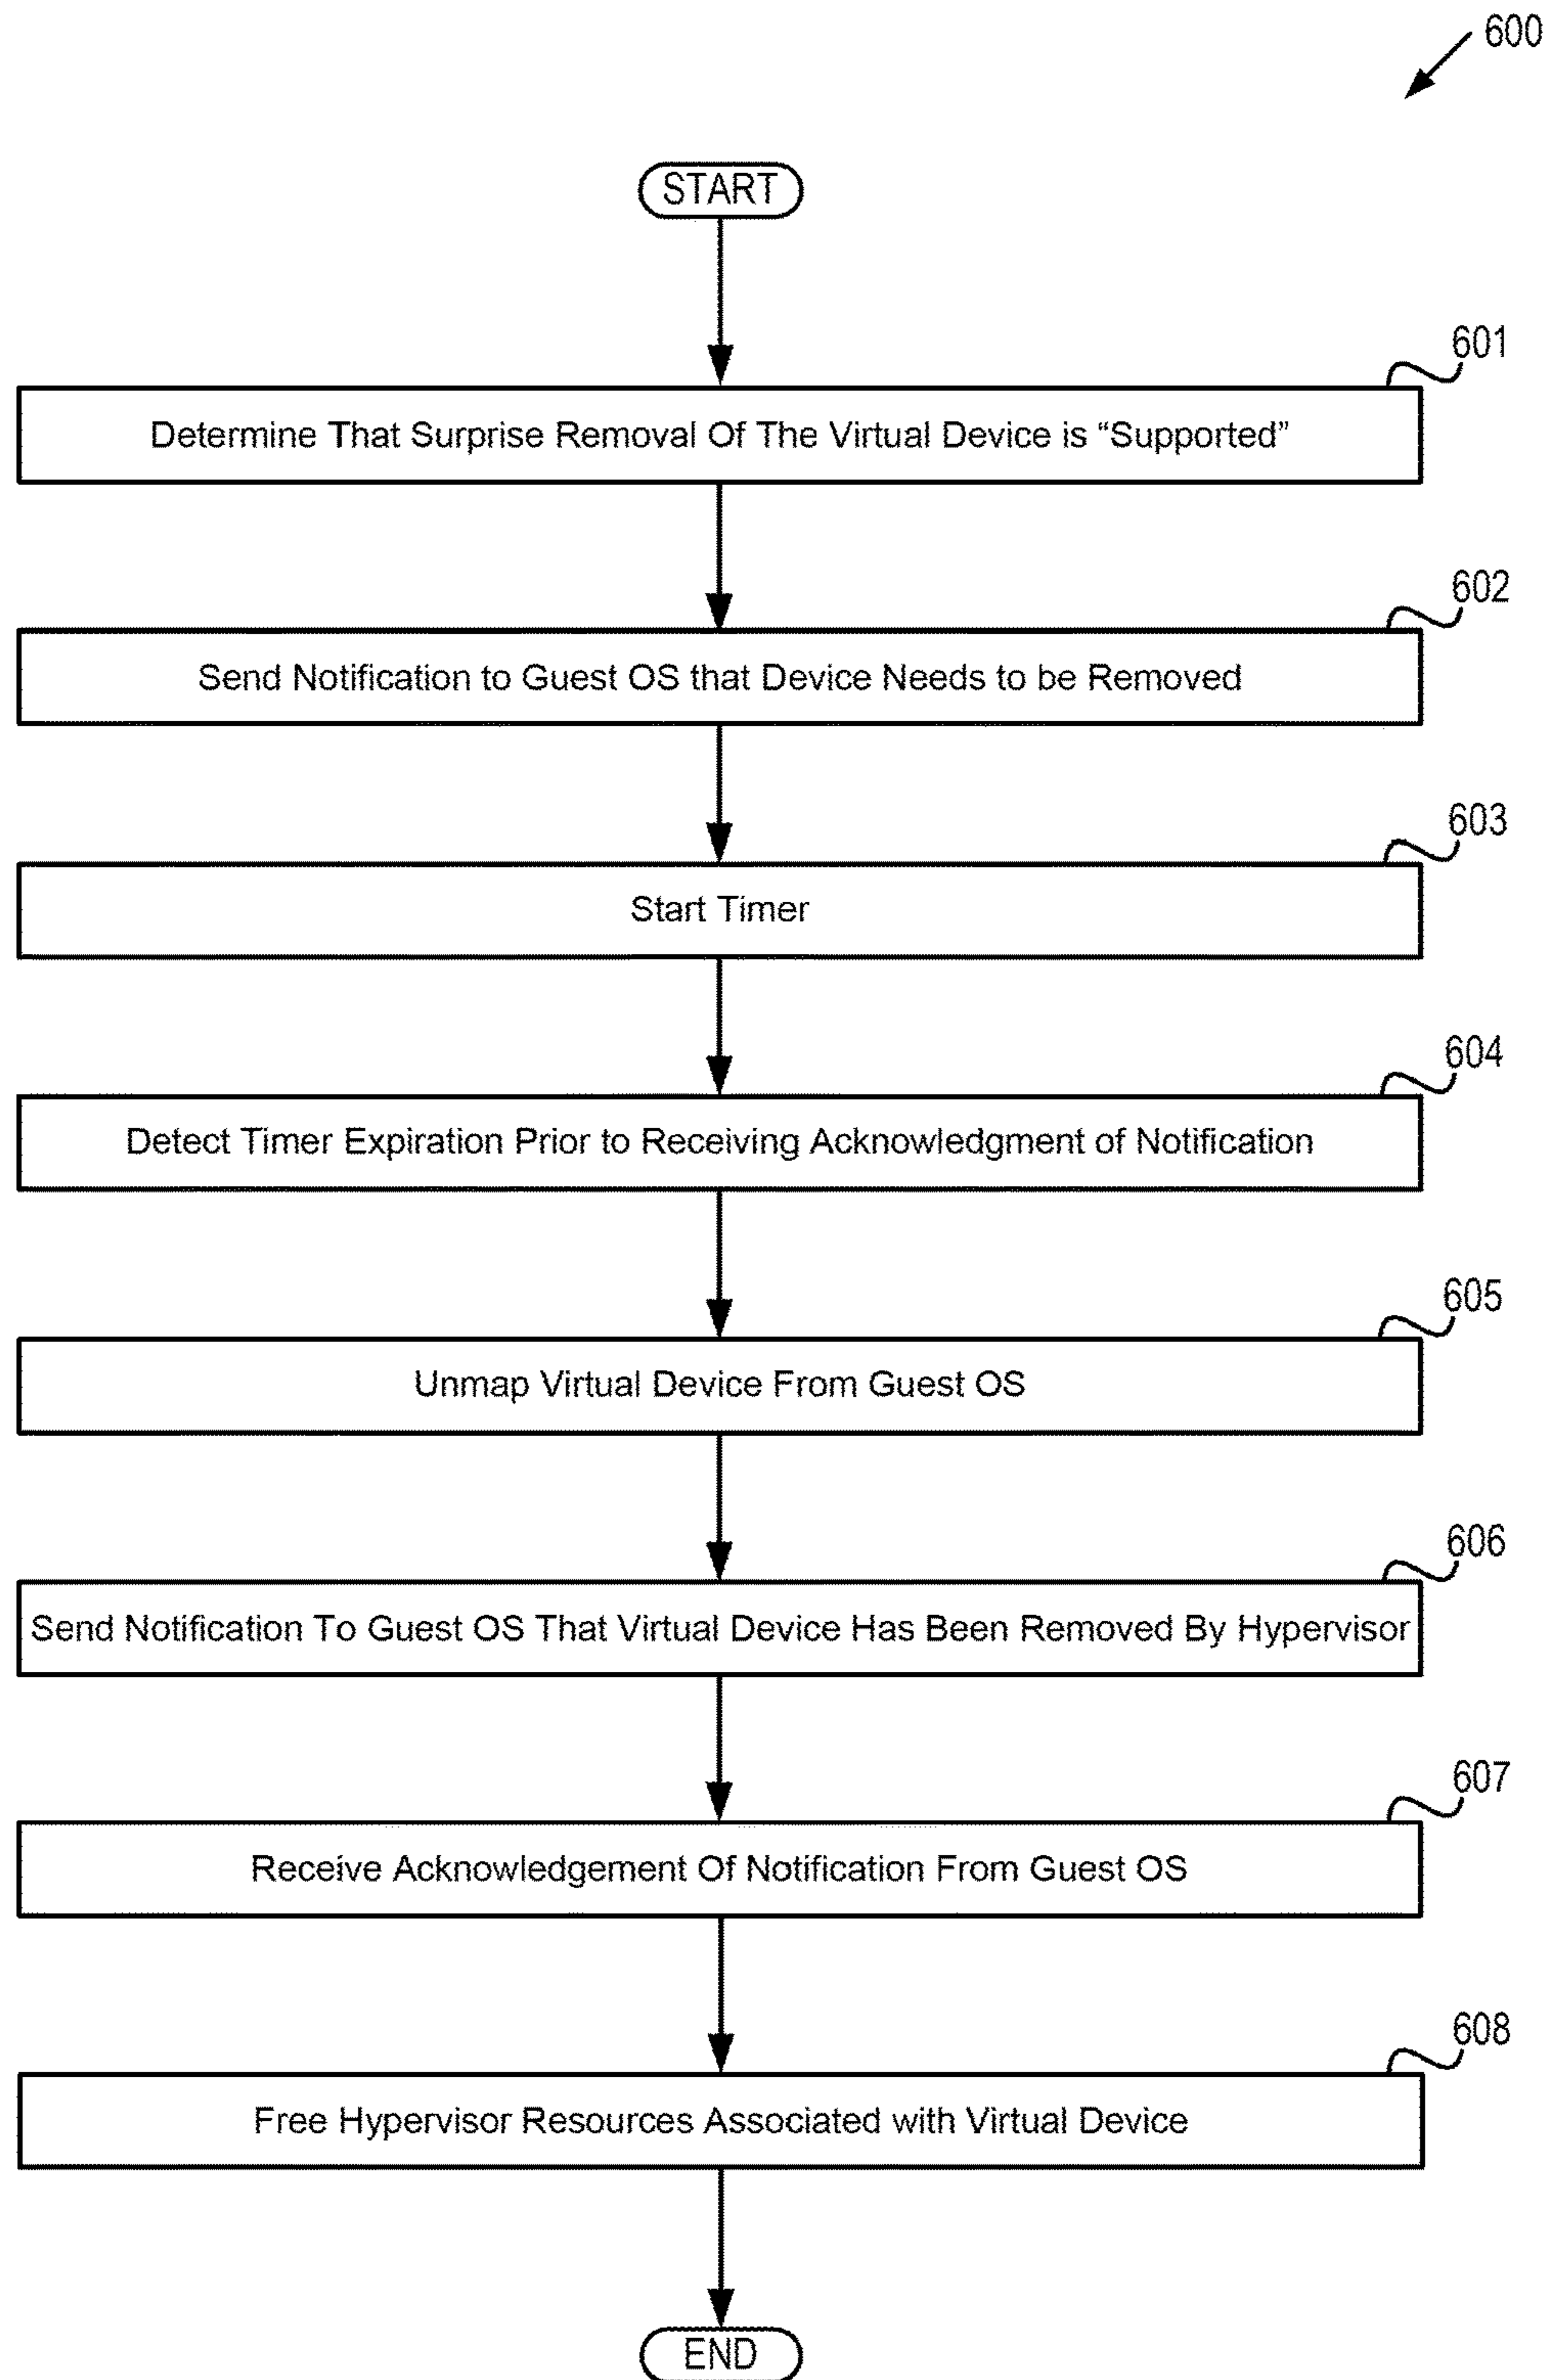 600
START
601
Determine That Surprise Removal Of The Virtual Device is “Supported”
602
Send Notification to Guest OS that Device Needs to be Removed
603
Start Timer
604
Detect Timer Expiration Prior to Receiving Acknowledgment of Notification
605
Unmap Virtual Device From Guest OS
606
Send Notification To Guest OS That Virtual Device Has Been Removed By Hypervisor
607
Receive Acknowledgement Of Notification From Guest OS
608
Free Hypervisor Resources Associated with Virtual Device
END